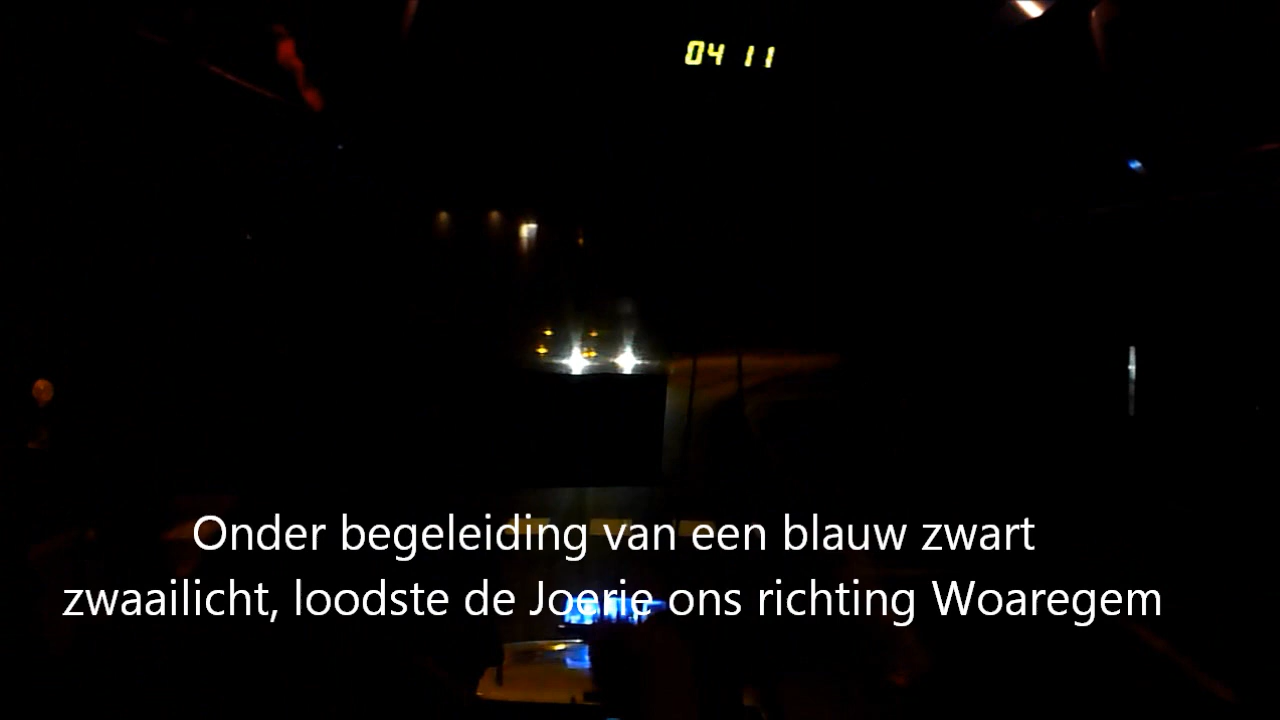 04 11
Onder begeleiding van een blauw zwart
zwaailicht, loodste de Joerie ons richting Woaregem